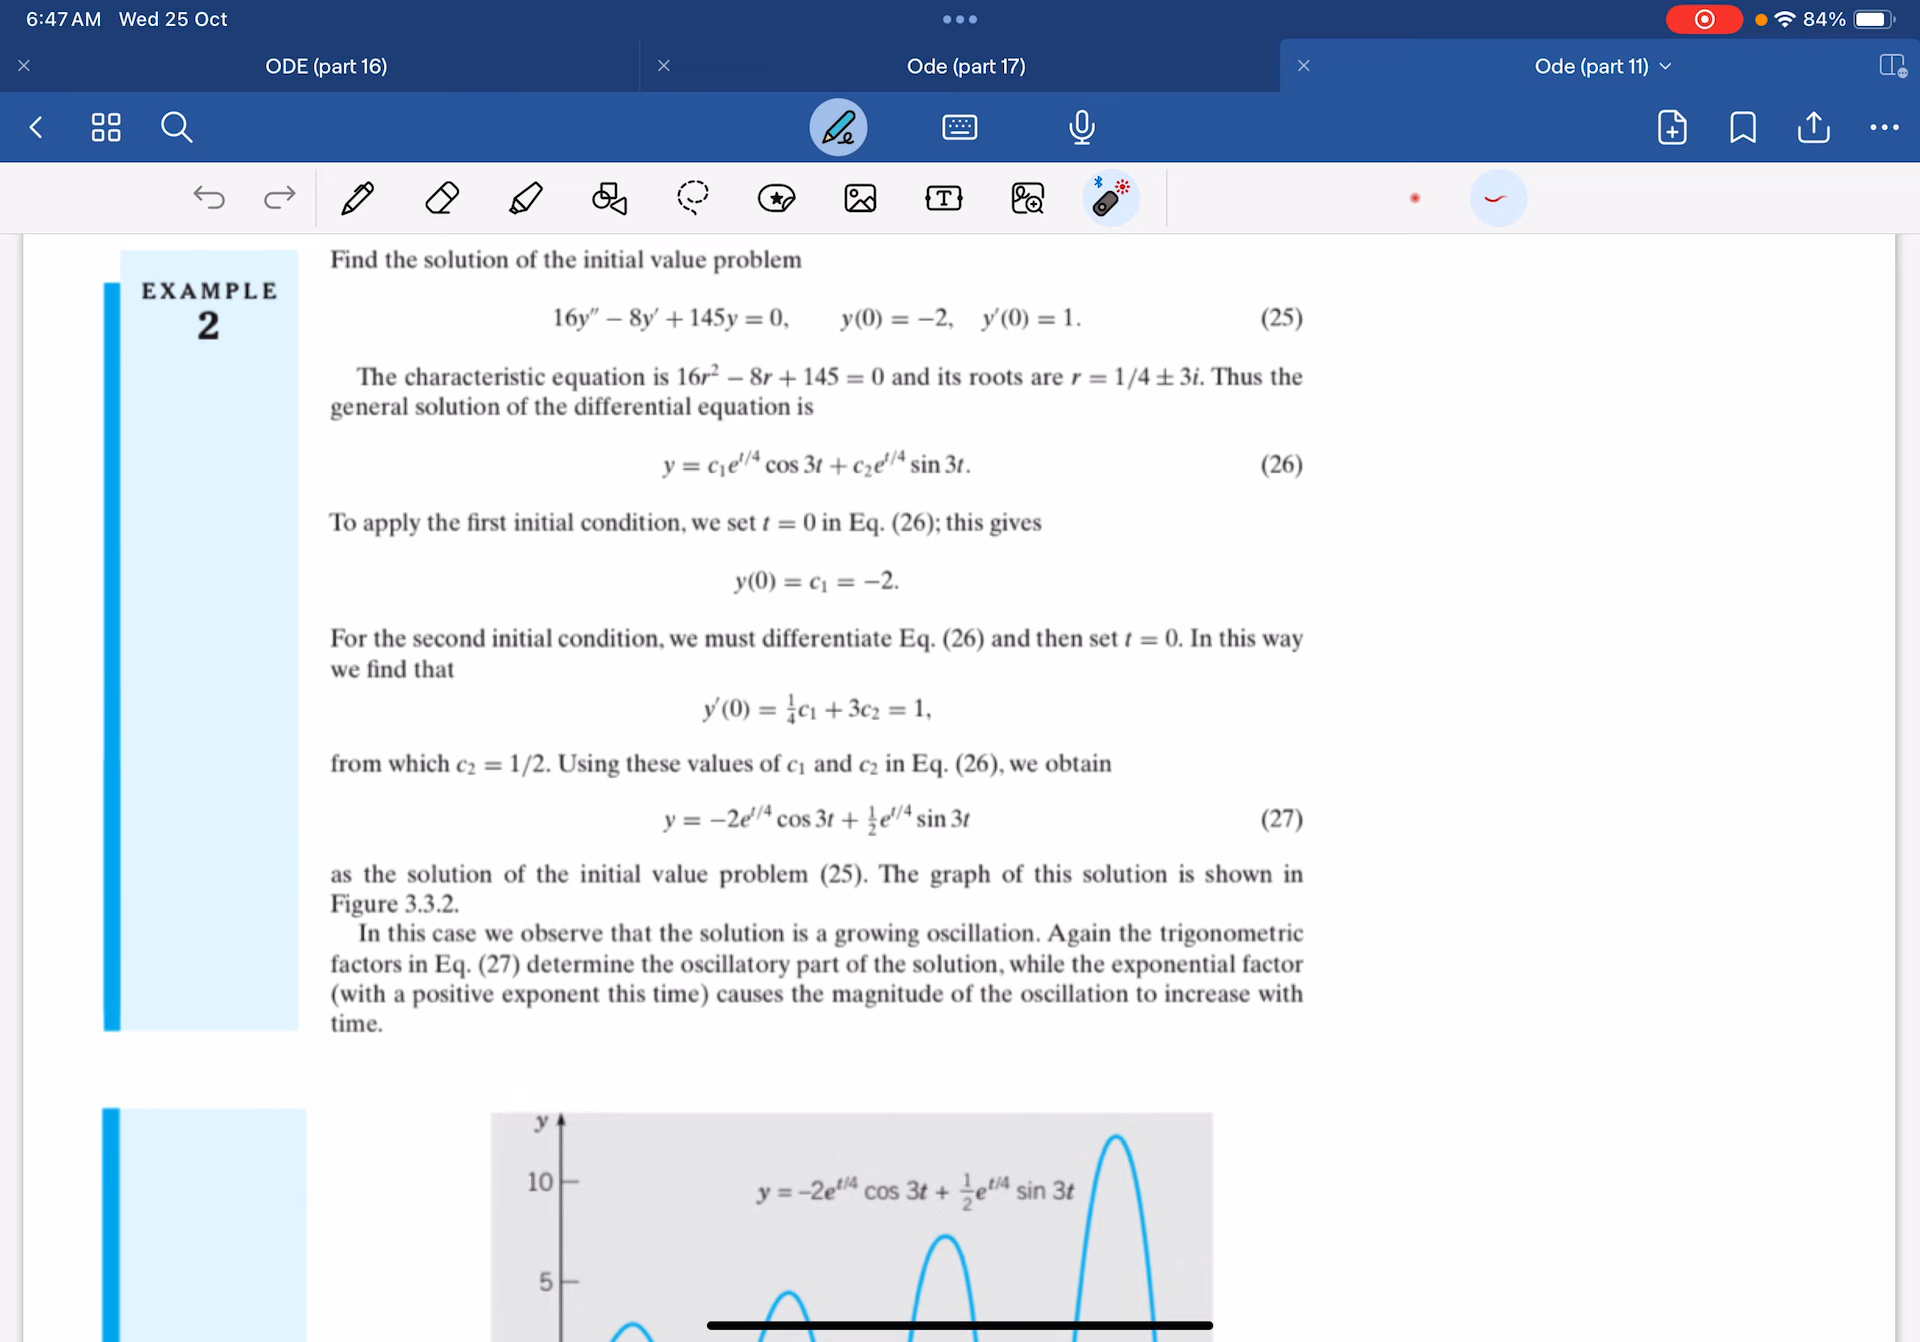 6:47 AM Wed 25 Oct
84%
ODE (part 16)
Ode (part 17)
Ode (part 11)
EXAMPLE
2
Find the solution of the initial value problem
16y″ − 8y′ + 145y = 0, y(0) = −2, y′(0) = 1. (25)
The characteristic equation is 16r² − 8r + 145 = 0 and its roots are r = 1/4 ± 3i. Thus the
general solution of the differential equation is
y = c₁e^{t/4} cos 3t + c₂e^{t/4} sin 3t. (26)
To apply the first initial condition, we set t = 0 in Eq. (26); this gives
y(0) = c₁ = −2.
For the second initial condition, we must differentiate Eq. (26) and then set t = 0. In this way
we find that
y′(0) = ¼c₁ + 3c₂ = 1,
from which c₂ = 1/2. Using these values of c₁ and c₂ in Eq. (26), we obtain
y = −2e^{t/4} cos 3t + ½e^{t/4} sin 3t (27)
as the solution of the initial value problem (25). The graph of this solution is shown in
Figure 3.3.2.
In this case we observe that the solution is a growing oscillation. Again the trigonometric
factors in Eq. (27) determine the oscillatory part of the solution, while the exponential factor
(with a positive exponent this time) causes the magnitude of the oscillation to increase with
time.
y
10
y = −2e^{t/4} cos 3t + ½e^{t/4} sin 3t
5